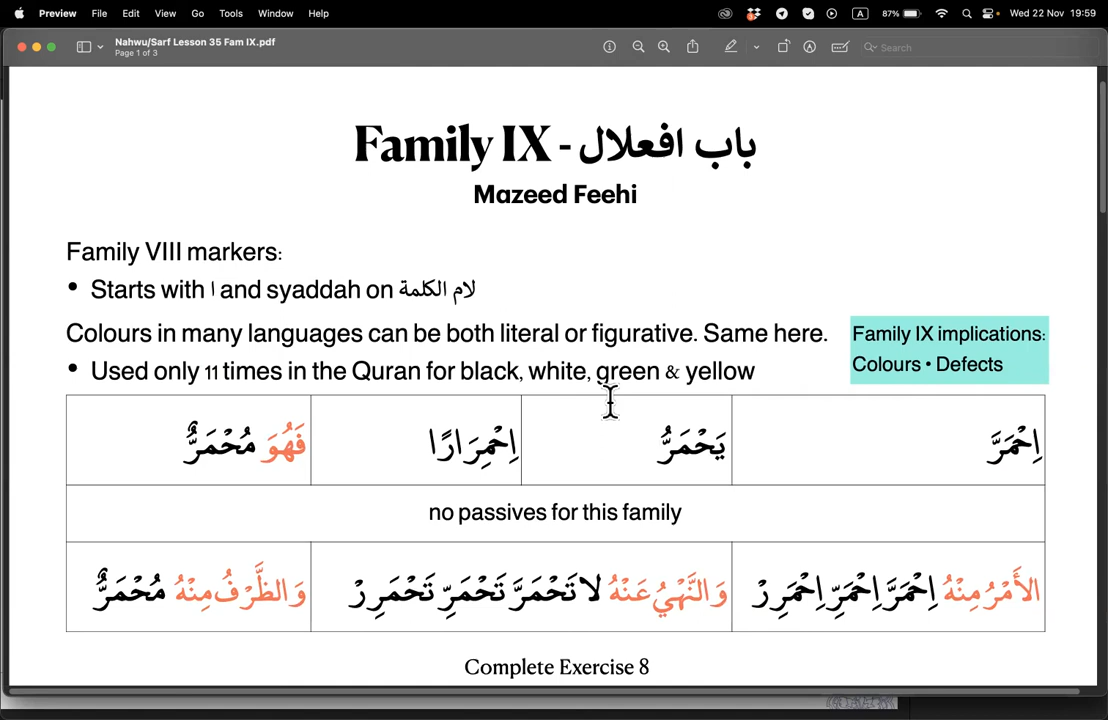 Preview File Edit View Go Tools Window Help
A 87% Wed 22 Nov 19:59
Nahwu/Sarf Lesson 35 Fam IX.pdf
Page 1 of 3
Search
Family IX - باب افعلال
Mazeed Feehi
Family VIII markers:
• Starts with ا and syaddah on لام الكلمة
Colours in many languages can be both literal or figurative. Same here.
• Used only 11 times in the Quran for black, white, green & yellow
Family IX implications:
Colours • Defects
اِحْمَرَّ يَحْمَرُّ اِحْمِرَارًا فَهُوَ مُحْمَرٌّ
no passives for this family
الأَمْرُ مِنْهُ اِحْمَرَّ اِحْمَرِّ اِحْمَرِرْ وَالنَّهْيُ عَنْهُ لا تَحْمَرَّ تَحْمَرِّ تَحْمَرِرْ وَالظَّرْفُ مِنْهُ مُحْمَرٌّ
Complete Exercise 8